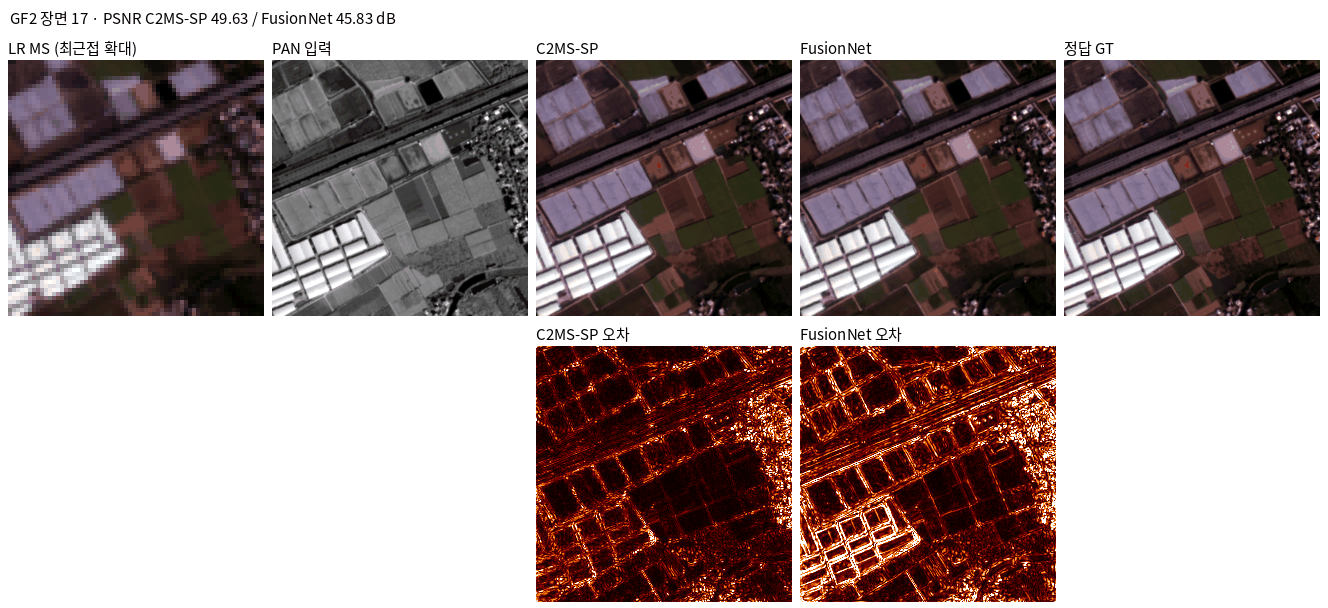 GF2 장면 17 · PSNR C2MS-SP 49.63 / FusionNet 45.83 dB
LR MS (최근접 확대)
PAN 입력
C2MS-SP
FusionNet
정답 GT
C2MS-SP 오차
FusionNet 오차